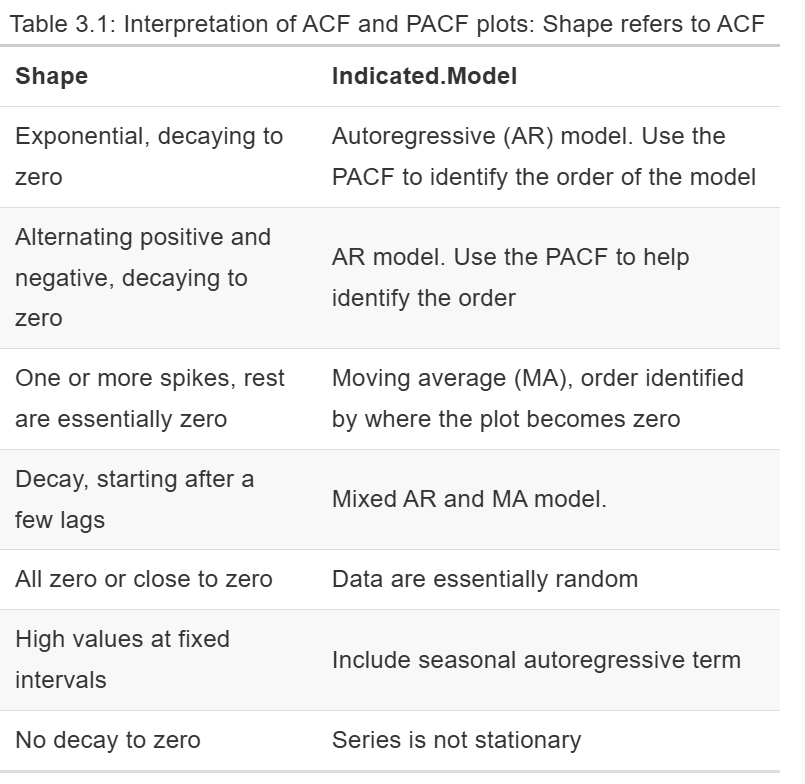 Table 3.1: Interpretation of ACF and PACF plots: Shape refers to ACF
Shape
Indicated.Model
Exponential, decaying to
zero
Autoregressive (AR) model. Use the
PACF to identify the order of the model
Alternating positive and
negative, decaying to
zero
AR model. Use the PACF to help
identify the order
One or more spikes, rest
are essentially zero
Moving average (MA), order identified
by where the plot becomes zero
Decay, starting after a
few lags
Mixed AR and MA model.
All zero or close to zero
Data are essentially random
High values at fixed
intervals
Include seasonal autoregressive term
No decay to zero
Series is not stationary